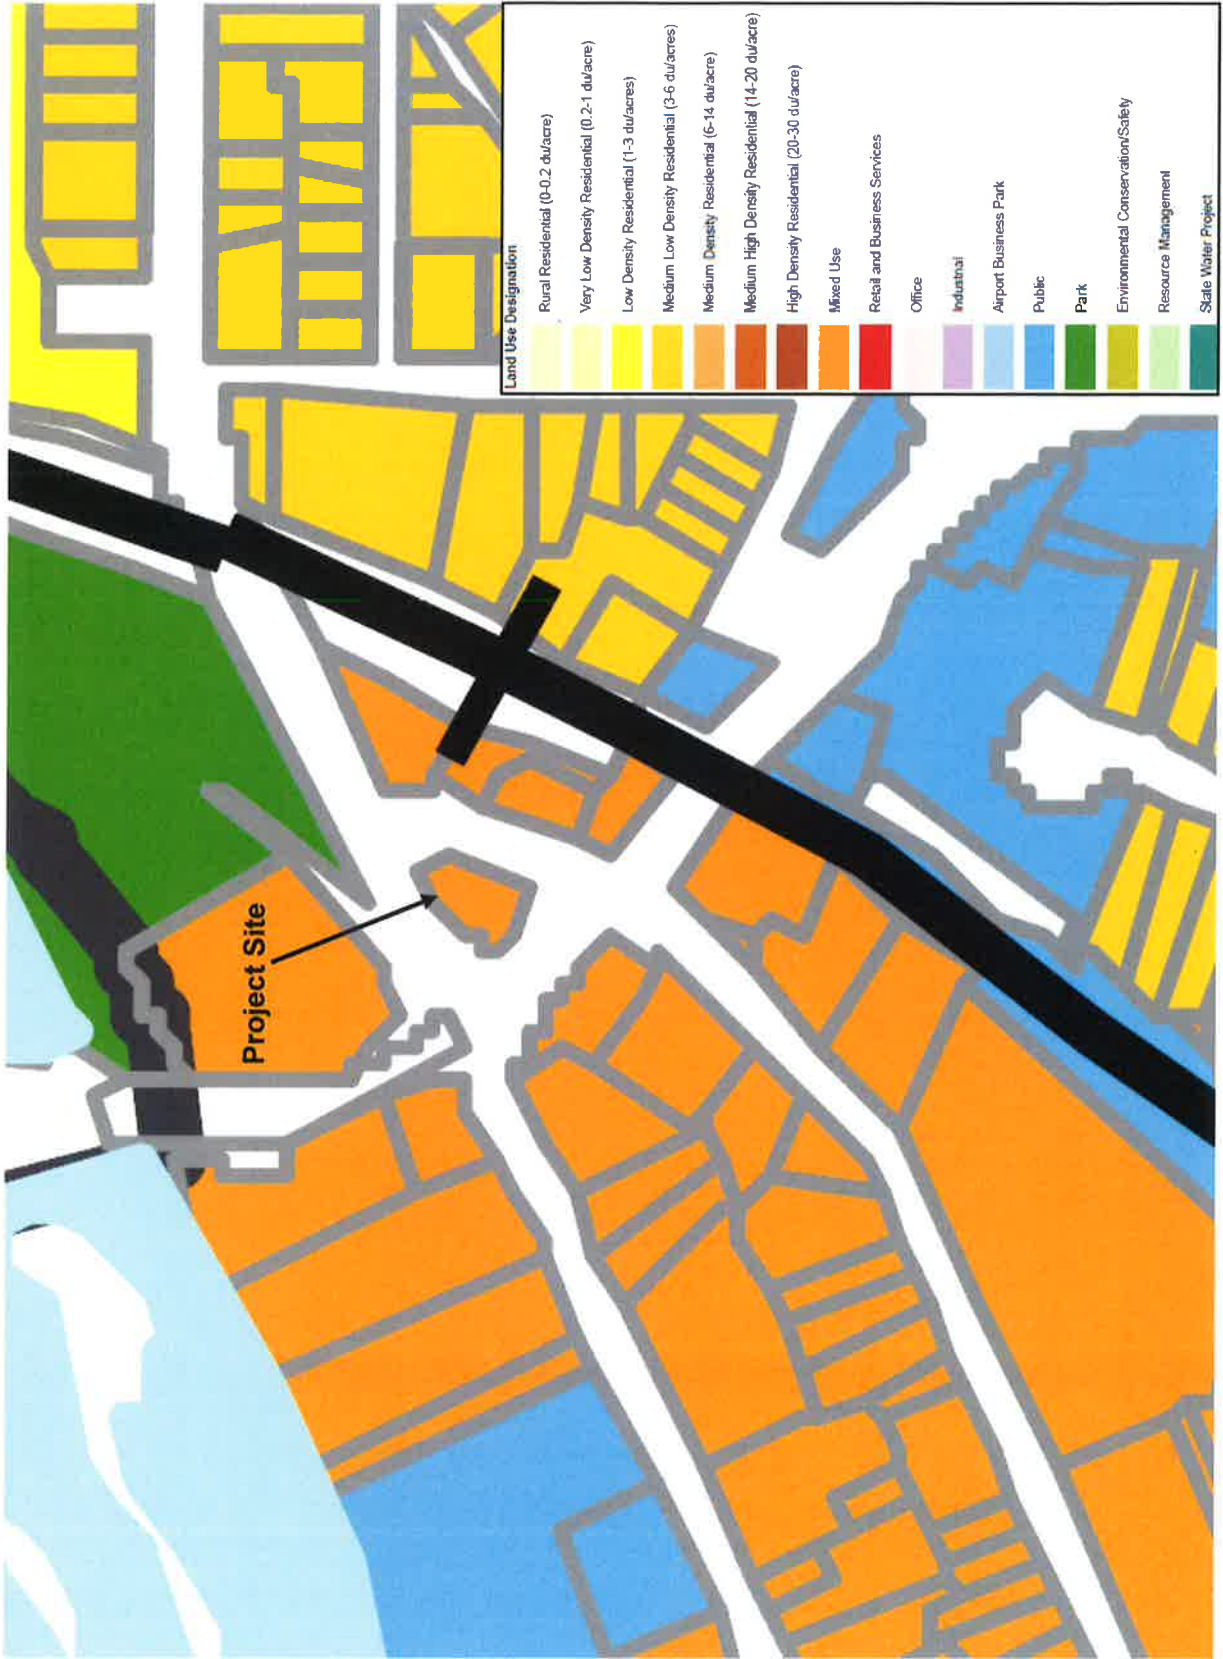 Project Site
Land Use Designation
Rural Residential (0-0.2 du/acre)
Very Low Density Residential (0.2-1 du/acre)
Low Density Residential (1-3 du/acres)
Medium Low Density Residential (3-6 du/acres)
Medium Density Residential (6-14 du/acre)
Medium High Density Residential (14-20 du/acre)
High Density Residential (20-30 du/acre)
Mixed Use
Retail and Business Services
Office
Industrial
Airport Business Park
Public
Park
Environmental Conservation/Safety
Resource Management
State Water Project